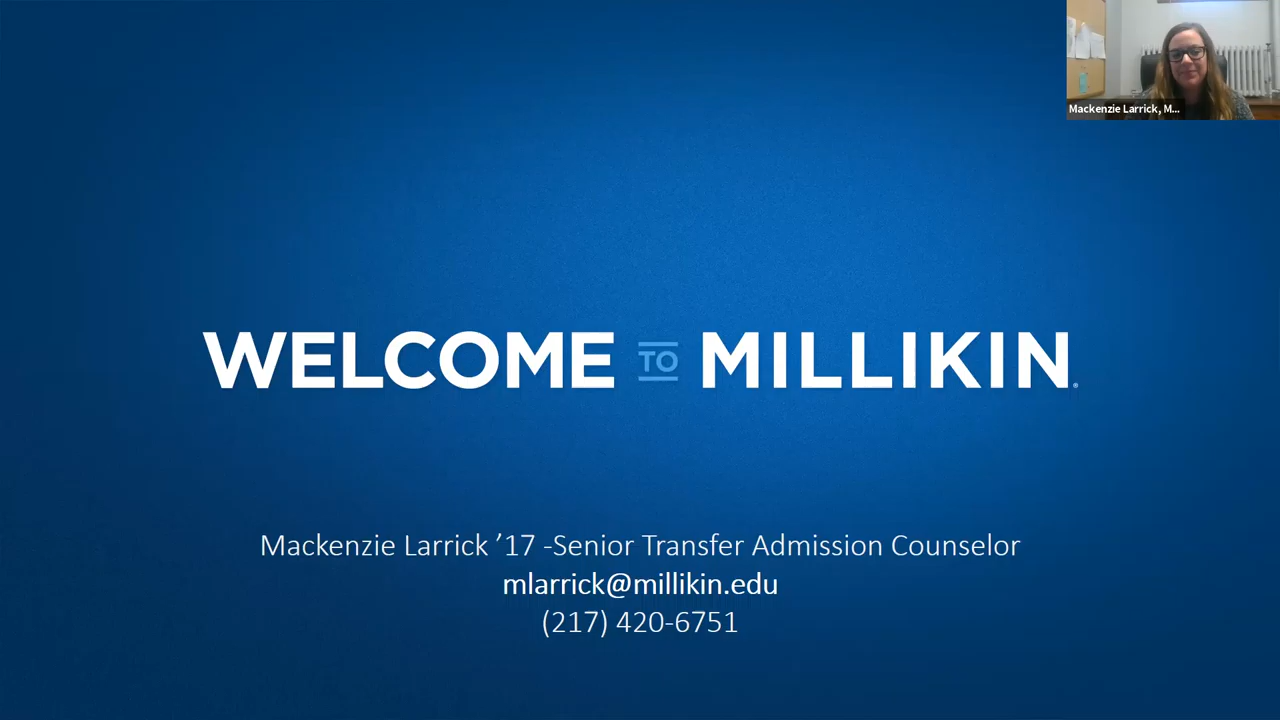 Mackenzie Larrick, M...
WELCOME TO MILLIKIN.
Mackenzie Larrick ’17 -Senior Transfer Admission Counselor
mlarrick@millikin.edu
(217) 420-6751